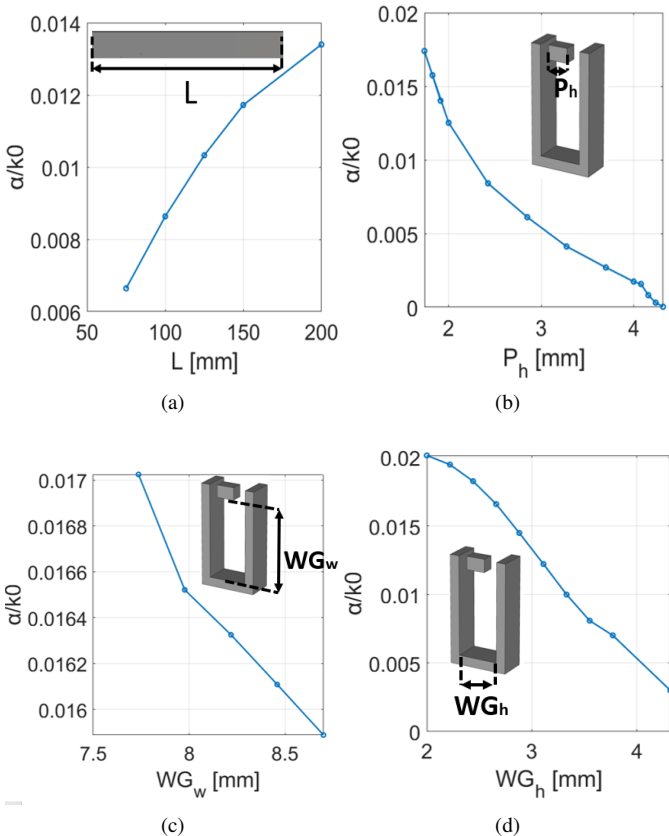 0.014
0.012
0.01
0.008
0.006
α/k0
L
50
100
150
200
L [mm]
(a)
0.02
0.015
0.01
0.005
0
α/k0
Ph
2
3
4
Ph [mm]
(b)
0.017
0.0168
0.0166
0.0164
0.0162
0.016
α/k0
WGw
7.5
8
8.5
WGw [mm]
(c)
0.02
0.015
0.01
0.005
0
α/k0
WGh
2
3
4
WGh [mm]
(d)